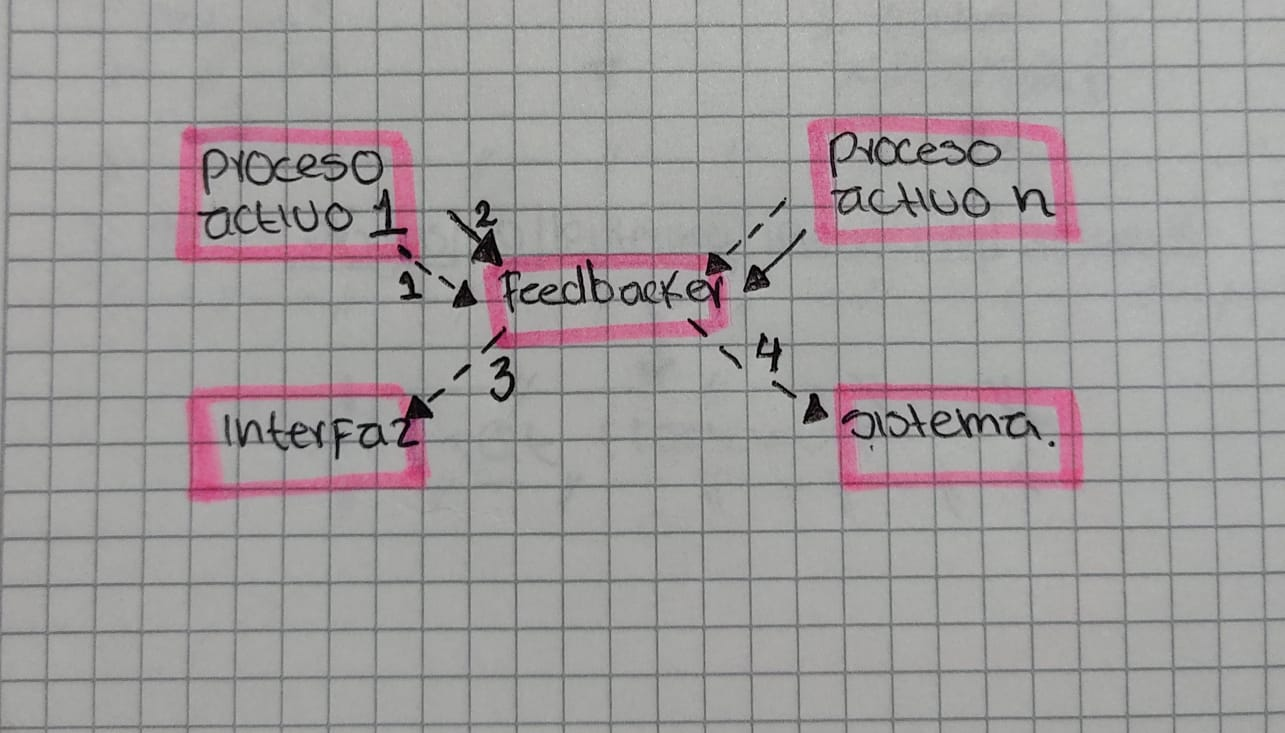 Proceso
activo 1
Proceso
activo n
2
1
Feedbacker
3
4
Interfaz
sistema.